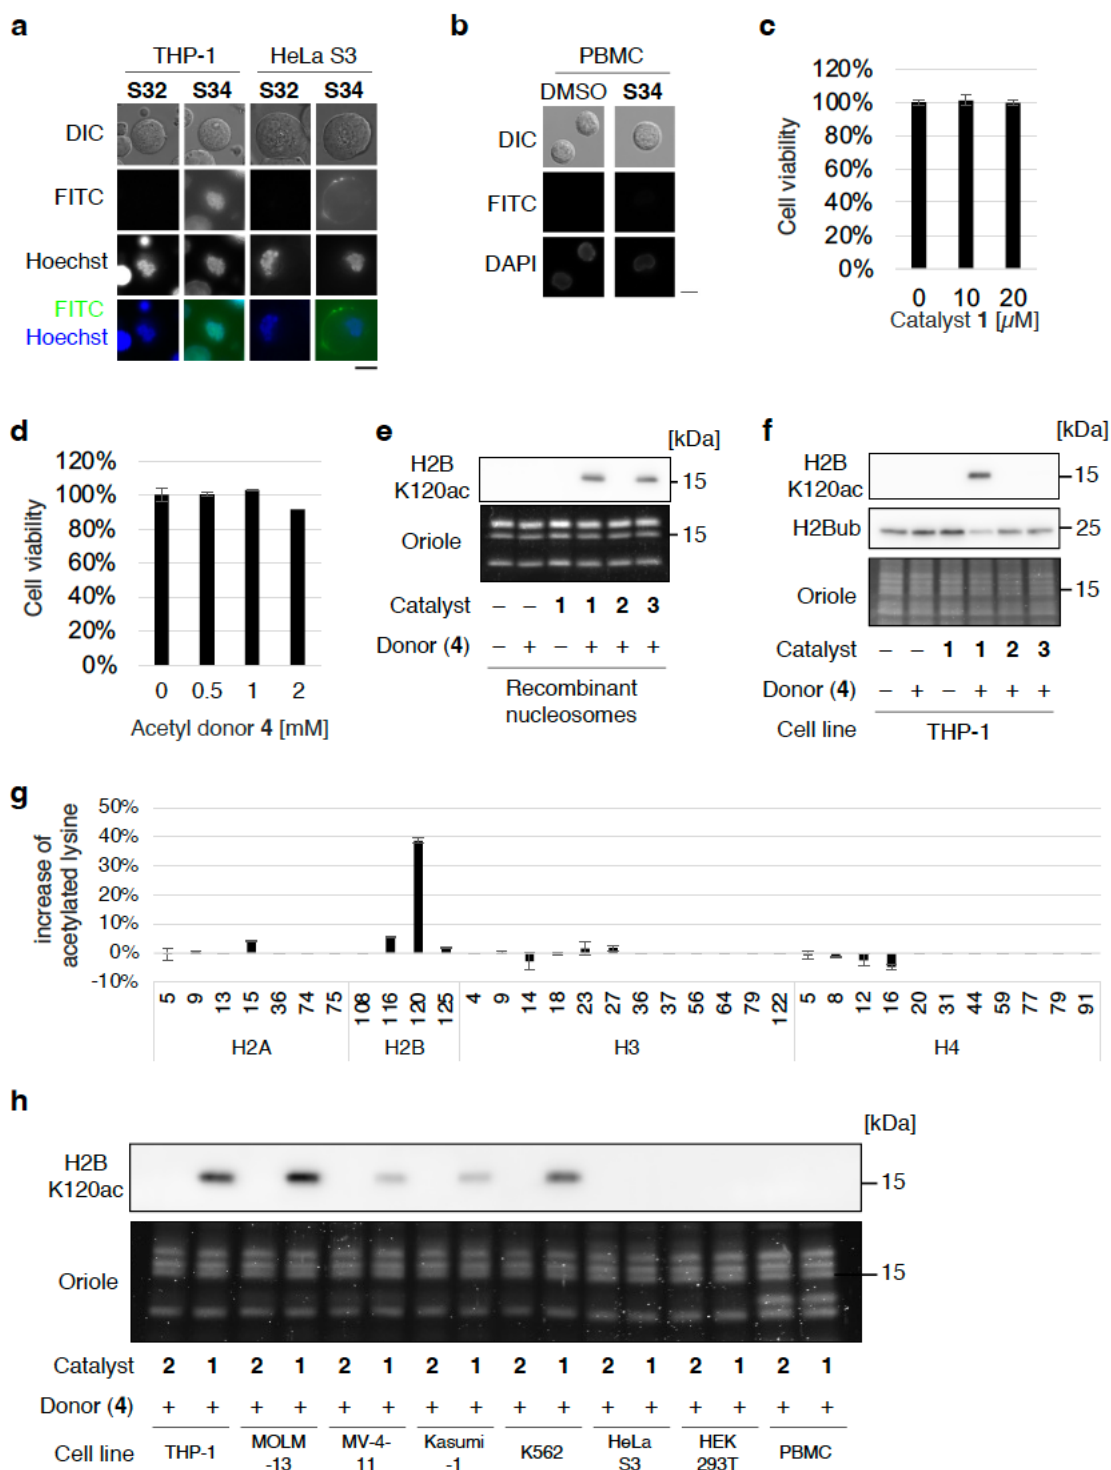 a
THP-1 HeLa S3
S32 S34 S32 S34
DIC
FITC
Hoechst
FITC
Hoechst
b
PBMC
DMSO S34
DIC
FITC
DAPI
c
Cell viability
120%
100%
80%
60%
40%
20%
0%
0 10 20
Catalyst 1 [µM]
d
Cell viability
120%
100%
80%
60%
40%
20%
0%
0 0.5 1 2
Acetyl donor 4 [mM]
e
[kDa]
H2B
K120ac
15
Oriole
15
Catalyst – – 1 1 2 3
Donor (4) – + – + + +
Recombinant
nucleosomes
f
[kDa]
H2B
K120ac
15
H2Bub
25
Oriole
15
Catalyst – – 1 1 2 3
Donor (4) – + – + + +
Cell line THP-1
g
increase of
acetylated lysine
50%
40%
30%
20%
10%
0%
-10%
5 9 13 15 36 74 75 108 116 120 125 4 9 14 18 23 27 36 37 56 64 79 122 5 8 12 16 20 31 44 59 77 79 91
H2A H2B H3 H4
h
[kDa]
H2B
K120ac
15
Oriole
15
Catalyst 2 1 2 1 2 1 2 1 2 1 2 1 2 1 2 1
Donor (4) + + + + + + + + + + + + + + + +
Cell line THP-1 MOLM -13 MV-4- 11 Kasumi -1 K562 HeLa S3 HEK 293T PBMC